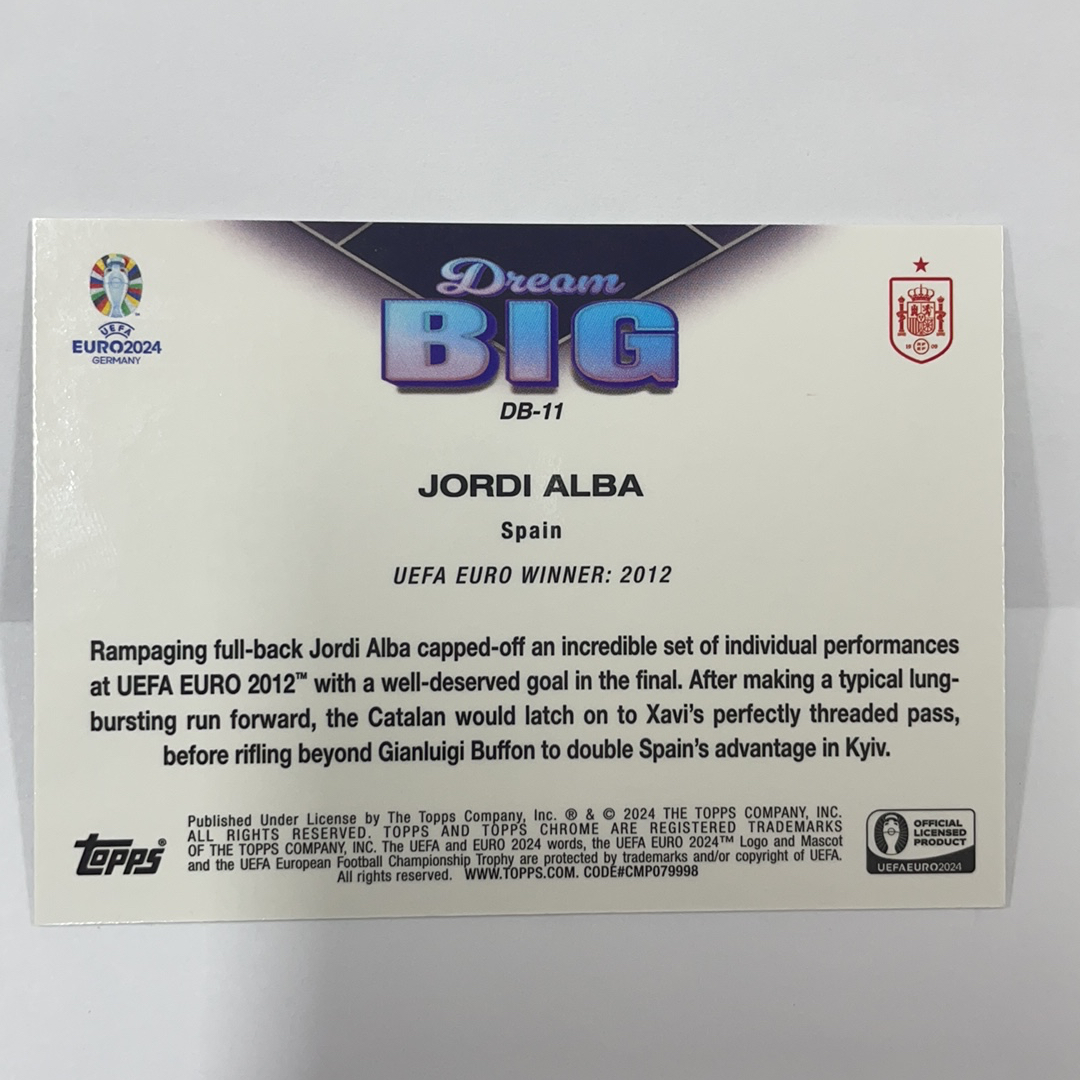 UEFA
EURO2024
GERMANY
Dream
BIG
DB-11
JORDI ALBA
Spain
UEFA EURO WINNER: 2012
Rampaging full-back Jordi Alba capped-off an incredible set of individual performances
at UEFA EURO 2012™ with a well-deserved goal in the final. After making a typical lung-
bursting run forward, the Catalan would latch on to Xavi's perfectly threaded pass,
before rifling beyond Gianluigi Buffon to double Spain's advantage in Kyiv.
topps®
Published Under License by The Topps Company, Inc. ® & © 2024 THE TOPPS COMPANY, INC.
ALL RIGHTS RESERVED. TOPPS AND TOPPS CHROME ARE REGISTERED TRADEMARKS
OF THE TOPPS COMPANY, INC. The UEFA and EURO 2024 words, the UEFA EURO 2024™ Logo and Mascot
and the UEFA European Football Championship Trophy are protected by trademarks and/or copyright of UEFA.
All rights reserved. WWW.TOPPS.COM. CODE#CMP079998
OFFICIAL
LICENSED
PRODUCT
UEFAEURO2024